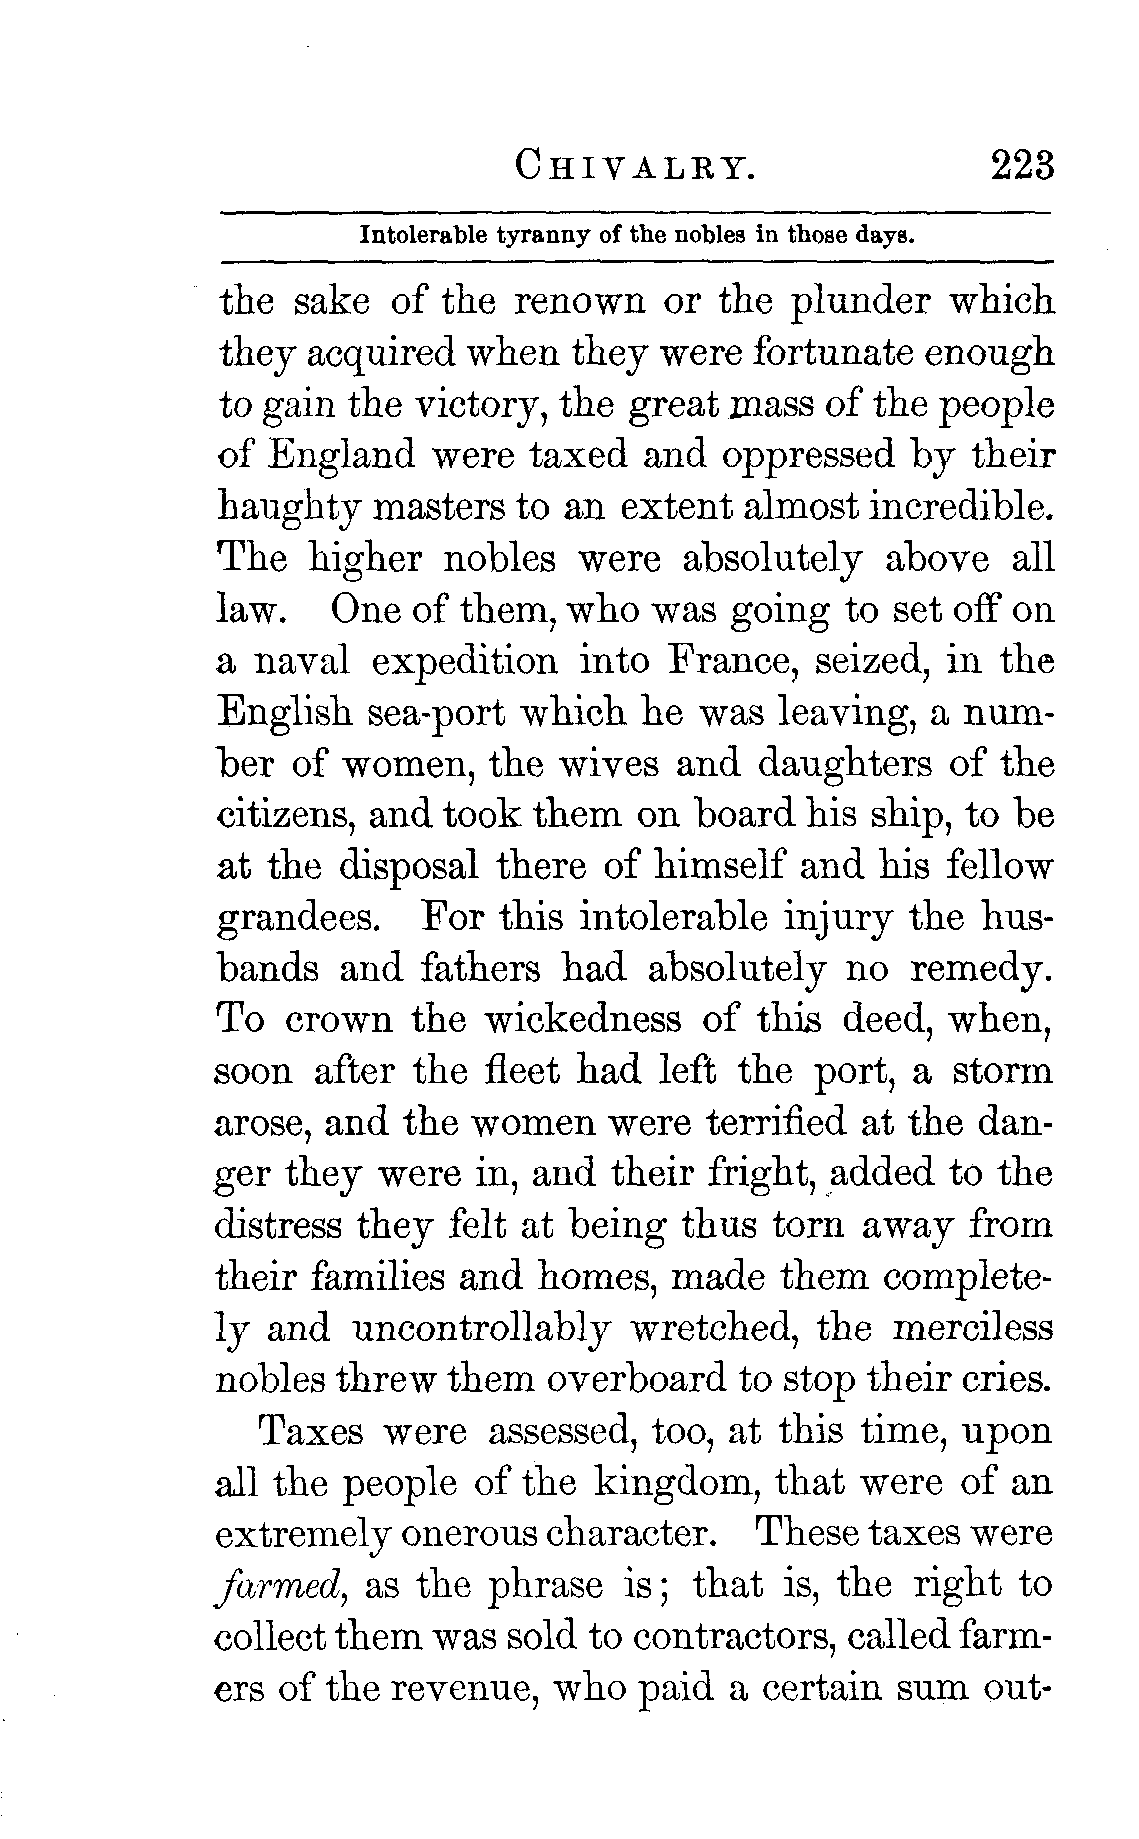 CHIVALRY. 223
Intolerable tyranny of the nobles in those days.
the sake of the renown or the plunder which
they acquired when they were fortunate enough
to gain the victory, the great mass of the people
of England were taxed and oppressed by their
haughty masters to an extent almost incredible.
The higher nobles were absolutely above all
law. One of them, who was going to set off on
a naval expedition into France, seized, in the
English sea-port which he was leaving, a num-
ber of women, the wives and daughters of the
citizens, and took them on board his ship, to be
at the disposal there of himself and his fellow
grandees. For this intolerable injury the hus-
bands and fathers had absolutely no remedy.
To crown the wickedness of this deed, when,
soon after the fleet had left the port, a storm
arose, and the women were terrified at the dan-
ger they were in, and their fright, added to the
distress they felt at being thus torn away from
their families and homes, made them complete-
ly and uncontrollably wretched, the merciless
nobles threw them overboard to stop their cries.
Taxes were assessed, too, at this time, upon
all the people of the kingdom, that were of an
extremely onerous character. These taxes were
farmed, as the phrase is; that is, the right to
collect them was sold to contractors, called farm-
ers of the revenue, who paid a certain sum out-